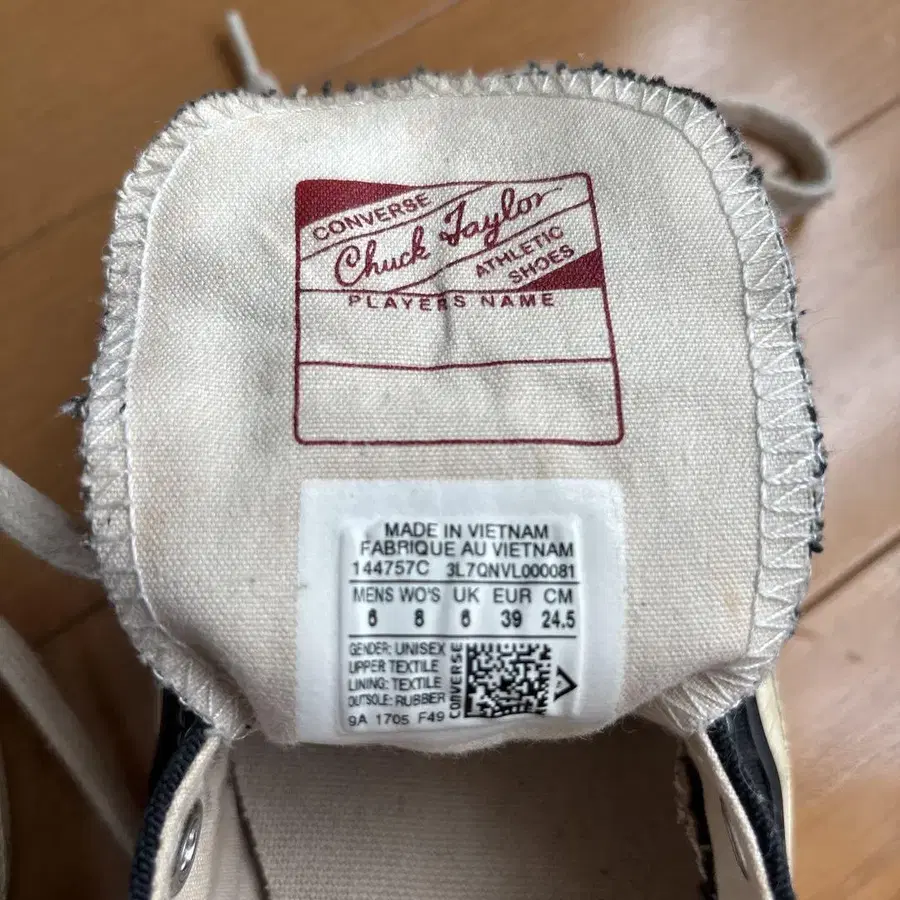 CONVERSE
Chuck Taylor
ATHLETIC
SHOES
PLAYERS NAME
MADE IN VIETNAM
FABRIQUE AU VIETNAM
144757C 3L7QNVL000081
MENS WO'S UK EUR CM
6 8 6 39 24.5
GENDER: UNISEX
UPPER TEXTILE
LINING: TEXTILE
OUTSOLE: RUBBER
9A 1705 F49
CONVERSE